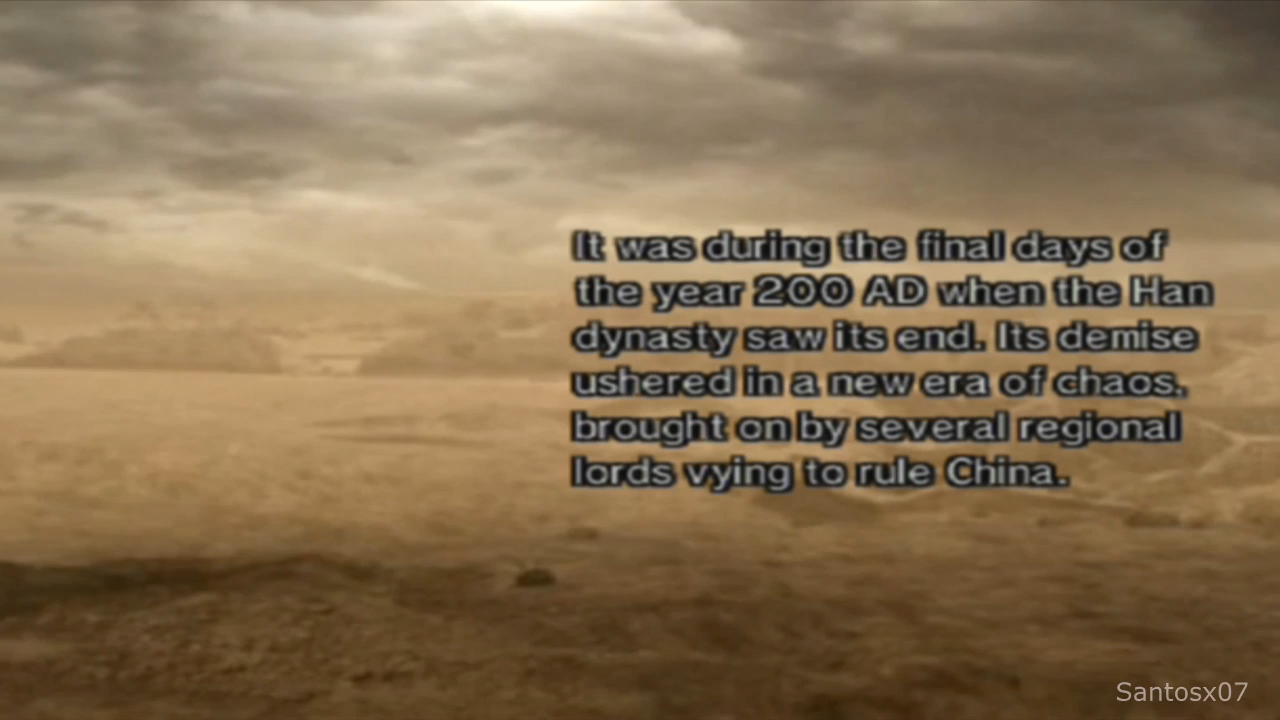 It was during the final days of
the year 200 AD when the Han
dynasty saw its end. Its demise
ushered in a new era of chaos,
brought on by several regional
lords vying to rule China.
Santosx07